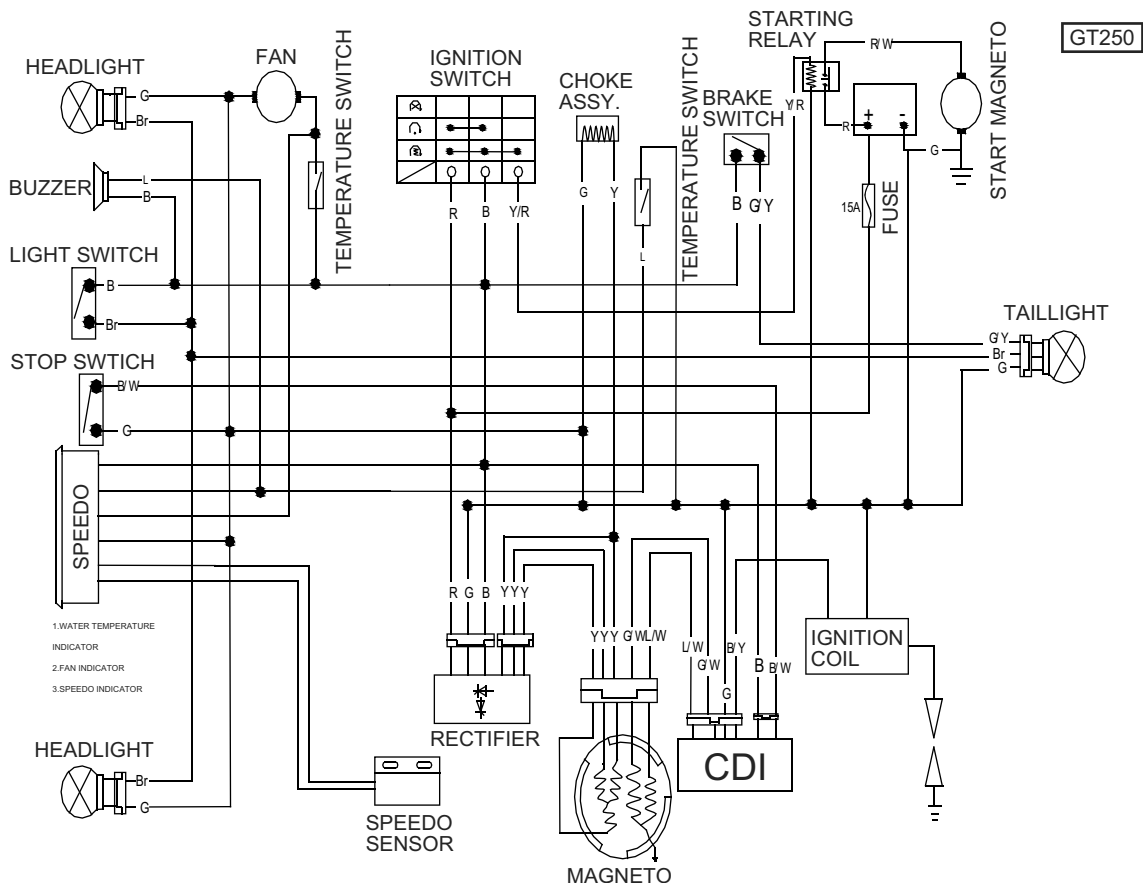 STARTING
RELAY
GT250
R/W
HEADLIGHT
FAN
IGNITION
SWITCH
CHOKE
ASSY.
TEMPERATURE SWITCH
TEMPERATURE SWITCH
BRAKE
SWITCH
START MAGNETO
G
Br
Y/R
R
+
-
G
BUZZER
L
B
R
B
Y/R
G
Y
B
G/Y
15A
FUSE
LIGHT SWITCH
B
Br
L
TAILLIGHT
G/Y
Br
G
STOP SWTICH
B/W
G
SPEEDO
1.WATER TEMPERATURE
INDICATOR
2.FAN INDICATOR
3.SPEEDO INDICATOR
R
G
B
Y
Y
Y
Y
Y
Y
G/W
L/W
L/W
G/W
G
B/Y
B
B/W
IGNITION
COIL
RECTIFIER
CDI
HEADLIGHT
Br
G
SPEEDO
SENSOR
MAGNETO